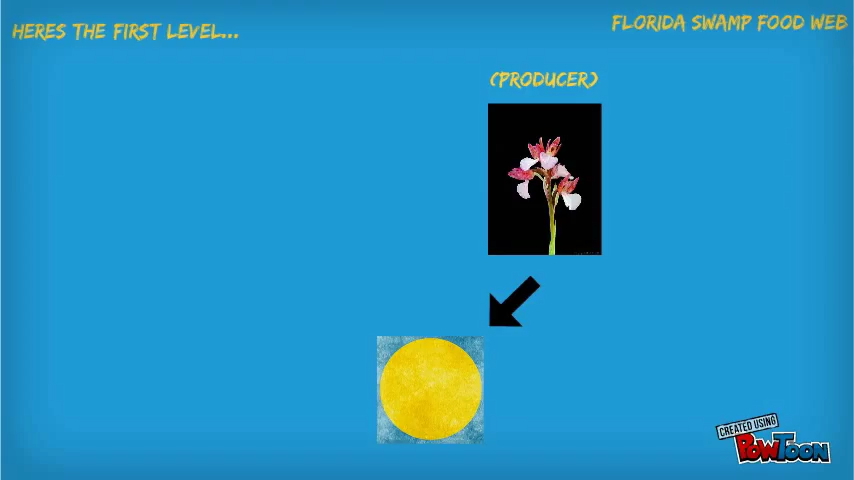 HERES THE FIRST LEVEL...
FLORIDA SWAMP FOOD WEB
(PRODUCER)
CREATED USING
POWTOON